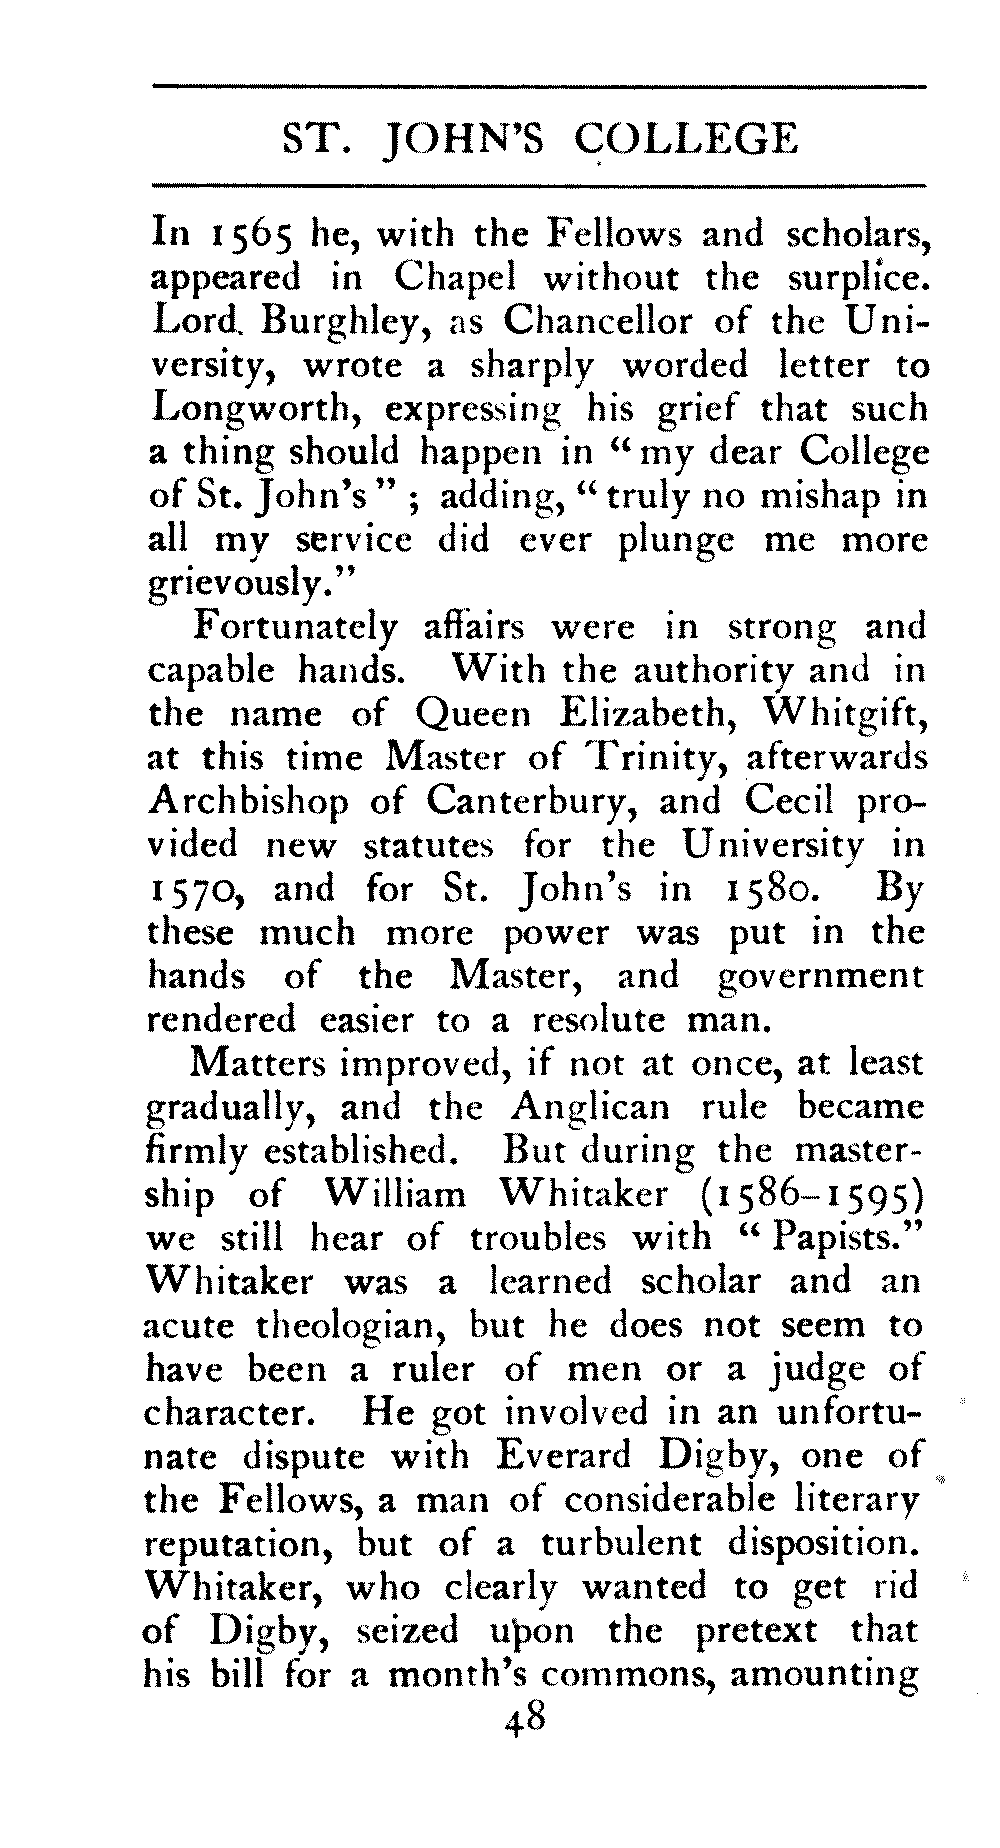 ST. JOHN'S COLLEGE
In 1565 he, with the Fellows and scholars,
appeared in Chapel without the surplice.
Lord. Burghley, as Chancellor of the Uni-
versity, wrote a sharply worded letter to
Longworth, expressing his grief that such
a thing should happen in “my dear College
of St. John's”; adding, “truly no mishap in
all my service did ever plunge me more
grievously.”
Fortunately affairs were in strong and
capable hands. With the authority and in
the name of Queen Elizabeth, Whitgift,
at this time Master of Trinity, afterwards
Archbishop of Canterbury, and Cecil pro-
vided new statutes for the University in
1570, and for St. John's in 1580. By
these much more power was put in the
hands of the Master, and government
rendered easier to a resolute man.
Matters improved, if not at once, at least
gradually, and the Anglican rule became
firmly established. But during the master-
ship of William Whitaker (1586–1595)
we still hear of troubles with “Papists.”
Whitaker was a learned scholar and an
acute theologian, but he does not seem to
have been a ruler of men or a judge of
character. He got involved in an unfortu-
nate dispute with Everard Digby, one of
the Fellows, a man of considerable literary
reputation, but of a turbulent disposition.
Whitaker, who clearly wanted to get rid
of Digby, seized upon the pretext that
his bill for a month's commons, amounting
48